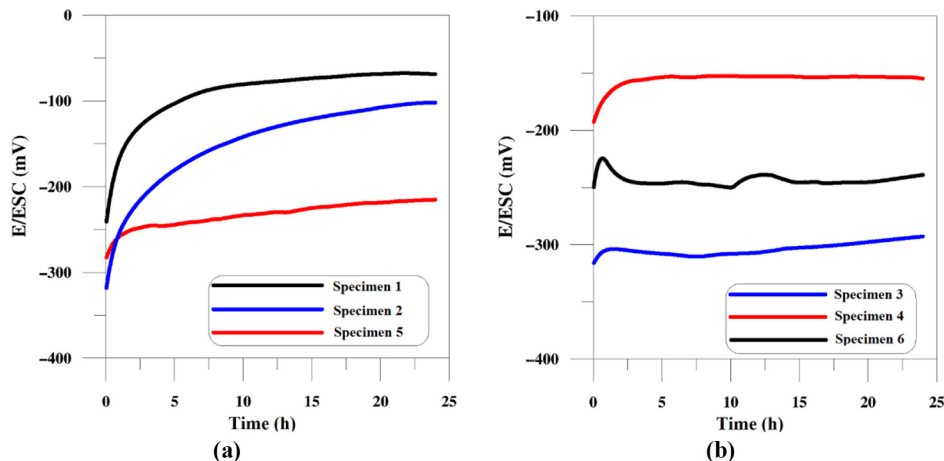 0
−100
−200
−300
−400
E/ESC (mV)
Specimen 1
Specimen 2
Specimen 5
0
5
10
15
20
25
Time (h)
(a)
−100
−200
−300
−400
E/ESC (mV)
Specimen 3
Specimen 4
Specimen 6
0
5
10
15
20
25
Time (h)
(b)